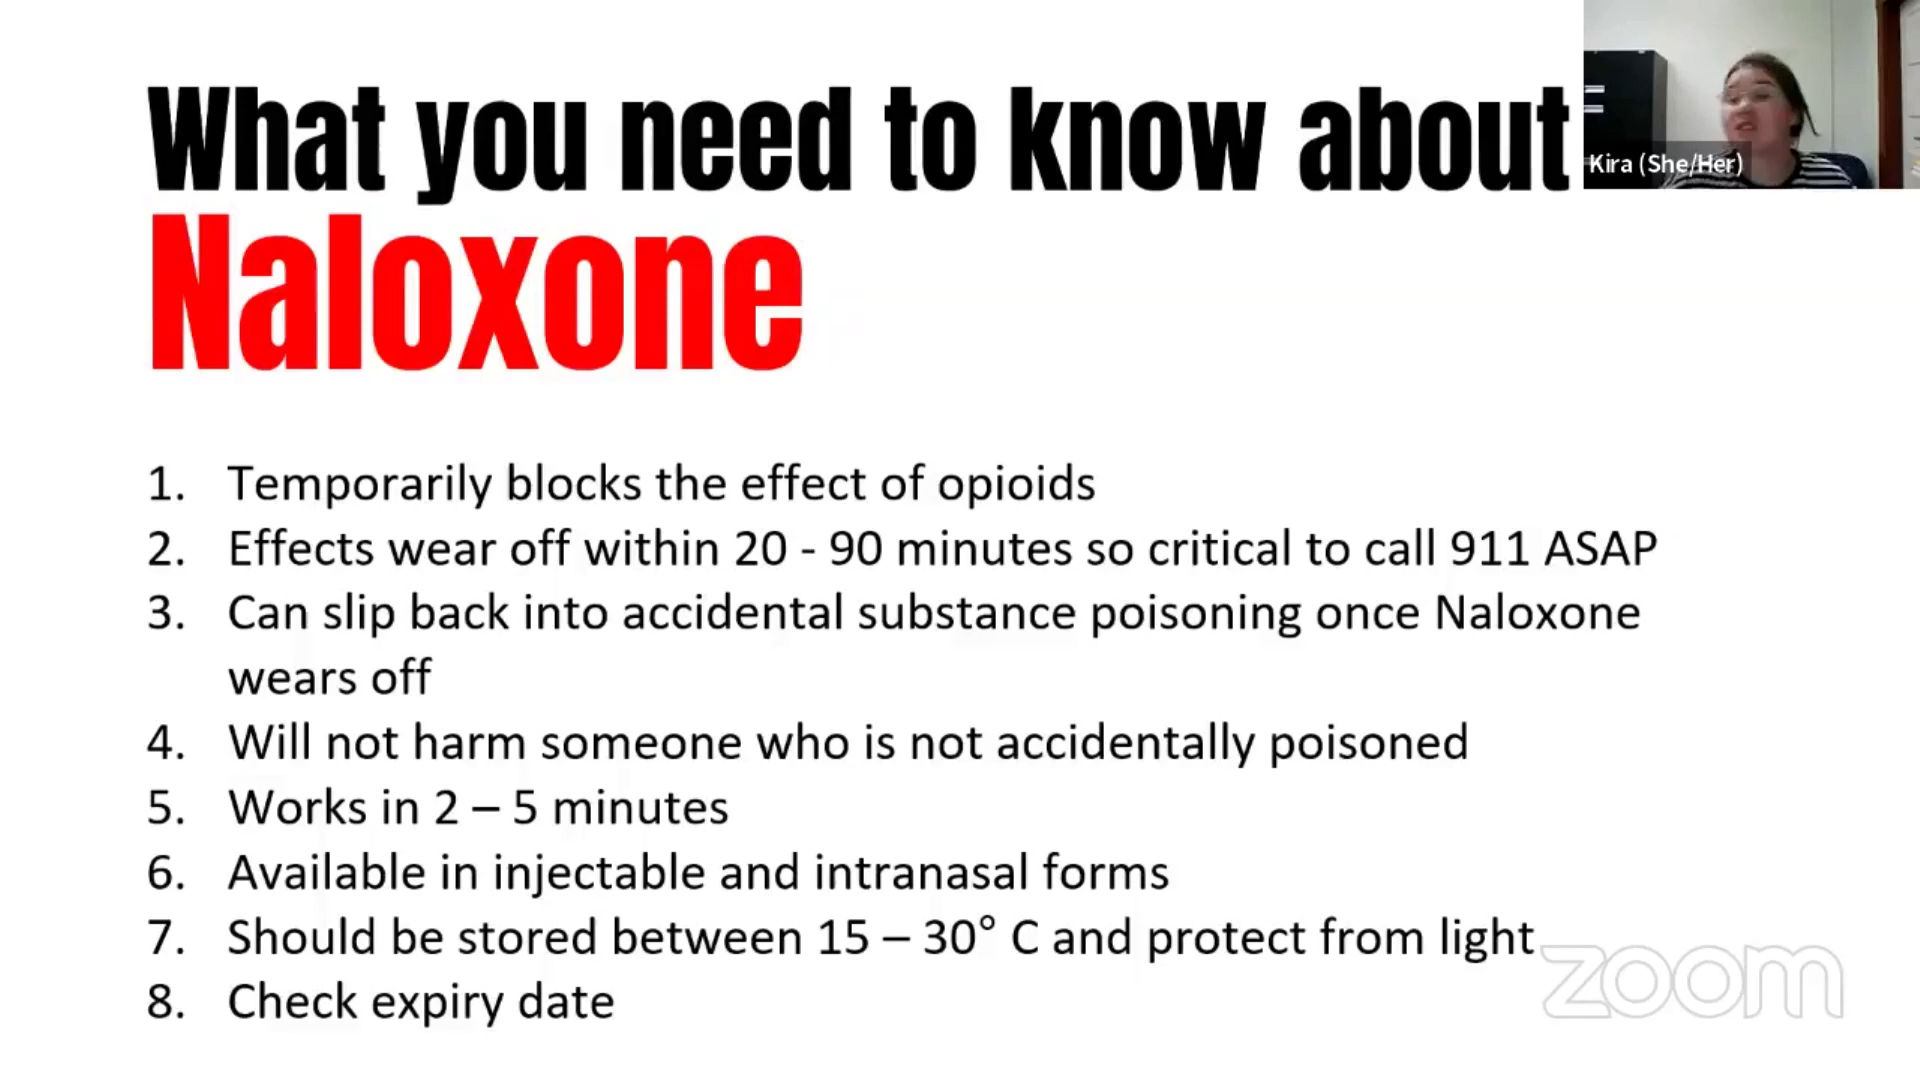 What you need to know about
Kira (She/Her)
Naloxone
1. Temporarily blocks the effect of opioids
2. Effects wear off within 20 - 90 minutes so critical to call 911 ASAP
3. Can slip back into accidental substance poisoning once Naloxone
wears off
4. Will not harm someone who is not accidentally poisoned
5. Works in 2 – 5 minutes
6. Available in injectable and intranasal forms
7. Should be stored between 15 – 30° C and protect from light
8. Check expiry date
zoom